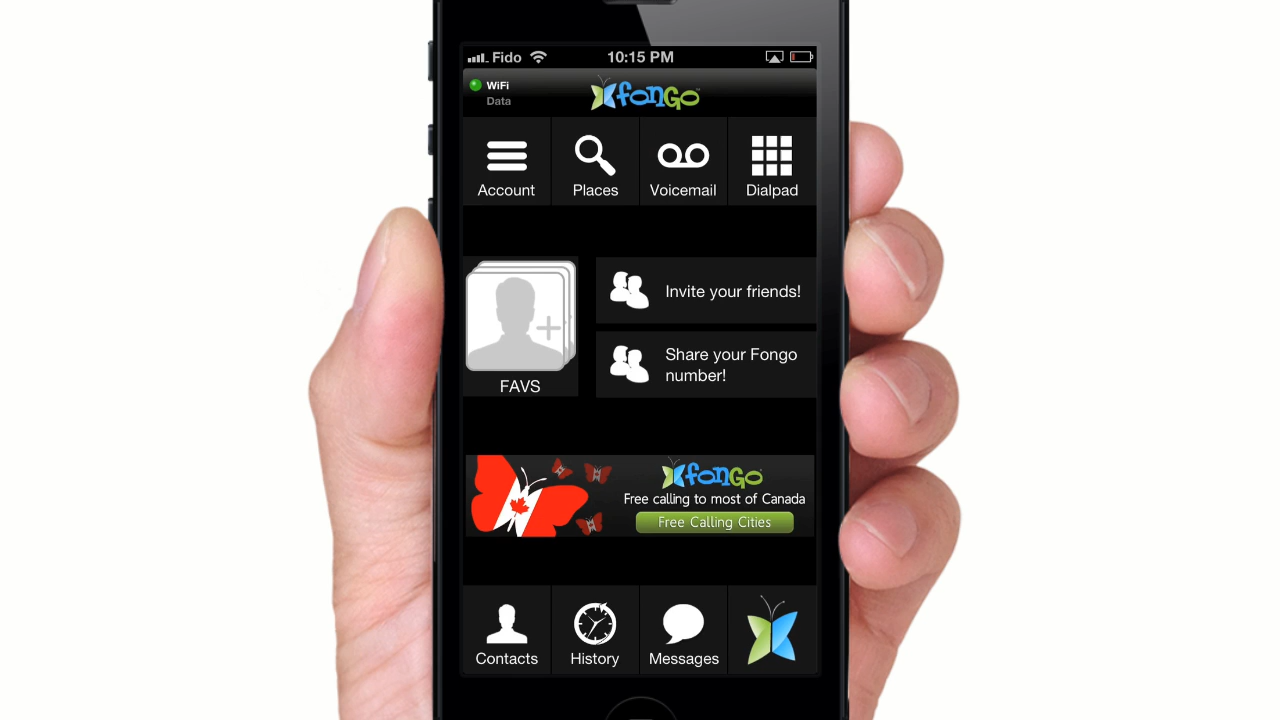 Fido 10:15 PM
WiFi
Data
fonGo
Account Places Voicemail Dialpad
Invite your friends!
Share your Fongo
number!
FAVS
fonGo
Free calling to most of Canada
Free Calling Cities
Contacts History Messages